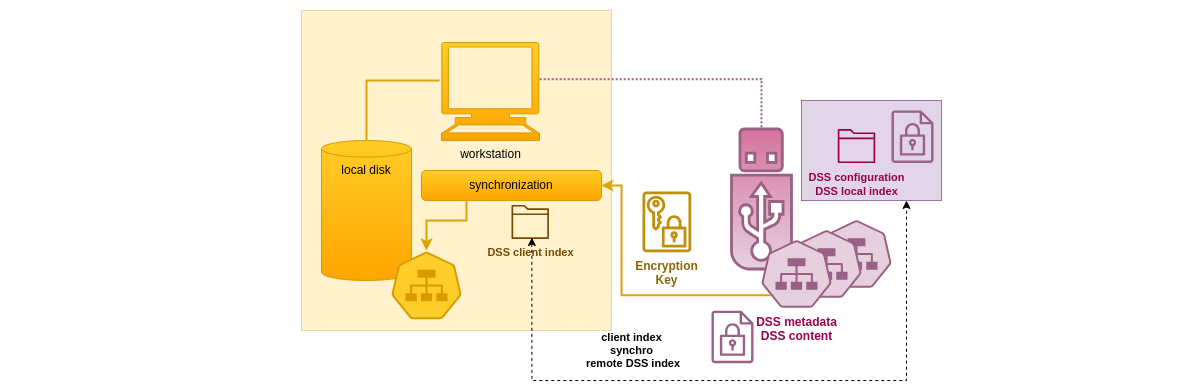 workstation
local disk
synchronization
DSS client index
Encryption
Key
DSS configuration
DSS local index
DSS metadata
DSS content
client index
synchro
remote DSS index